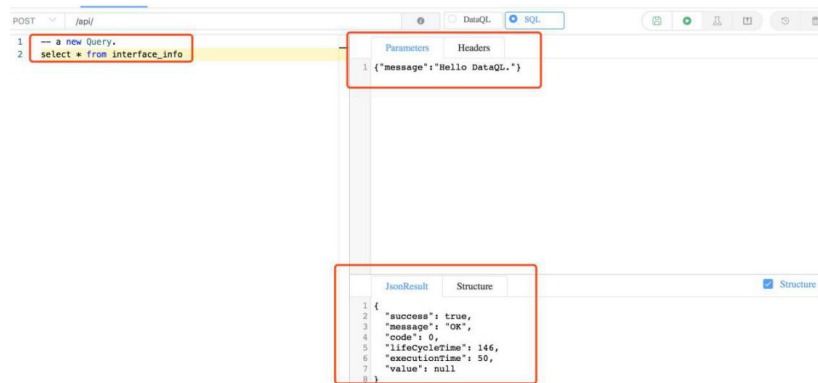 POST /api/ DataQL SQL
1 -- a new Query.
2 select * from interface_info
Parameters Headers
1 {"message":"Hello DataQL."}
JsonResult Structure Structure
1 {
2 "success": true,
3 "message": "OK",
4 "code": 0,
5 "lifeCycleTime": 146,
6 "executionTime": 50,
7 "value": null
8 }